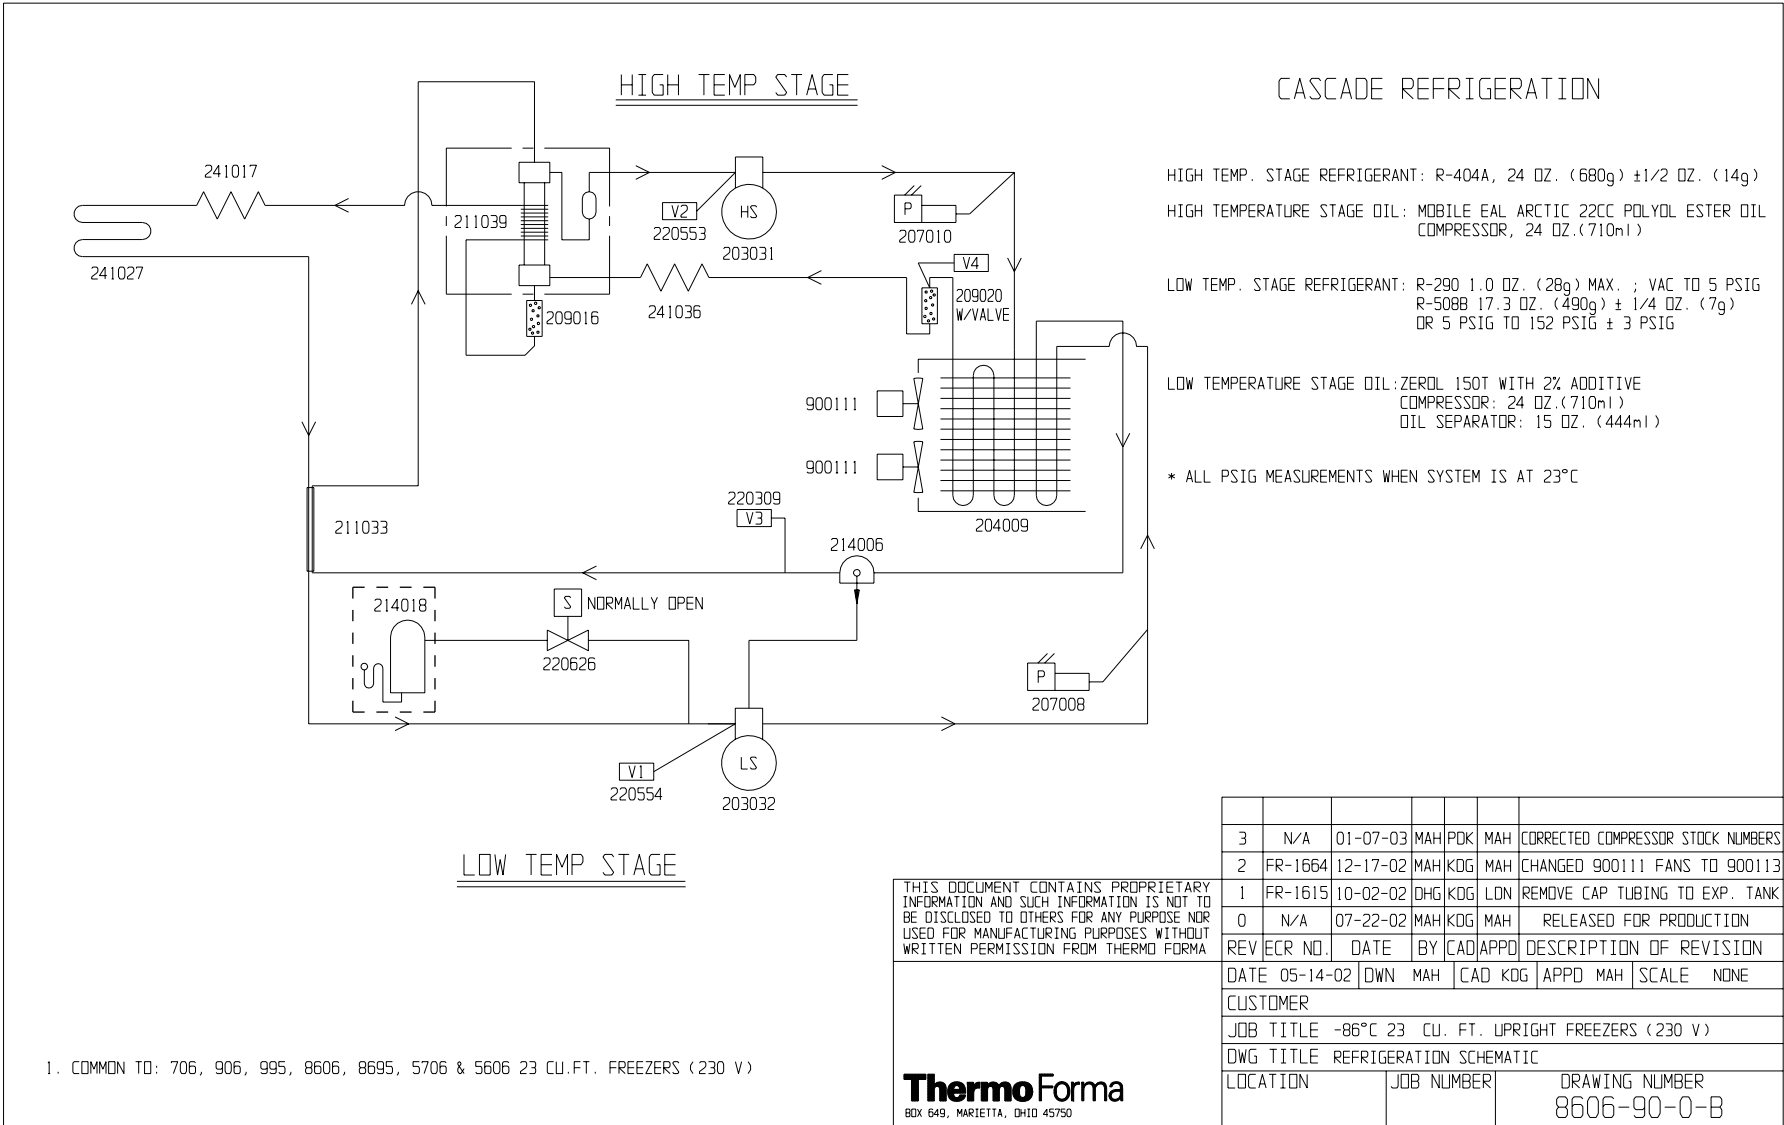 HIGH TEMP STAGE
CASCADE REFRIGERATION
HIGH TEMP. STAGE REFRIGERANT: R-404A, 24 OZ. (680g) ±1/2 OZ. (14g)
HIGH TEMPERATURE STAGE OIL: MOBILE EAL ARCTIC 22CC POLYOL ESTER OIL
COMPRESSOR, 24 OZ.(710ml)
LOW TEMP. STAGE REFRIGERANT: R-290 1.0 OZ. (28g) MAX. ; VAC TO 5 PSIG
R-508B 17.3 OZ. (490g) ± 1/4 OZ. (7g)
OR 5 PSIG TO 152 PSIG ± 3 PSIG
LOW TEMPERATURE STAGE OIL:ZEROL 150T WITH 2% ADDITIVE
COMPRESSOR: 24 OZ.(710ml)
OIL SEPARATOR: 15 OZ. (444ml)
* ALL PSIG MEASUREMENTS WHEN SYSTEM IS AT 23°C
241017
241027
211039
209016
V2
220553
HS
203031
P
207010
V4
209020
W/VALVE
241036
900111
900111
204009
211033
220309
V3
214006
214018
S NORMALLY OPEN
220626
P
207008
V1
220554
LS
203032
LOW TEMP STAGE
1. COMMON TO: 706, 906, 995, 8606, 8695, 5706 & 5606 23 CU.FT. FREEZERS (230 V)
THIS DOCUMENT CONTAINS PROPRIETARY
INFORMATION AND SUCH INFORMATION IS NOT TO
BE DISCLOSED TO OTHERS FOR ANY PURPOSE NOR
USED FOR MANUFACTURING PURPOSES WITHOUT
WRITTEN PERMISSION FROM THERMO FORMA
Thermo Forma
BOX 649, MARIETTA, OHIO 45750
3 N/A 01-07-03 MAH PDK MAH CORRECTED COMPRESSOR STOCK NUMBERS
2 FR-1664 12-17-02 MAH KDG MAH CHANGED 900111 FANS TO 900113
1 FR-1615 10-02-02 DHG KDG LDN REMOVE CAP TUBING TO EXP. TANK
0 N/A 07-22-02 MAH KDG MAH RELEASED FOR PRODUCTION
REV ECR NO. DATE BY CAD APPD DESCRIPTION OF REVISION
DATE 05-14-02 DWN MAH CAD KDG APPD MAH SCALE NONE
CUSTOMER
JOB TITLE -86°C 23 CU. FT. UPRIGHT FREEZERS (230 V)
DWG TITLE REFRIGERATION SCHEMATIC
LOCATION JOB NUMBER DRAWING NUMBER
8606-90-0-B